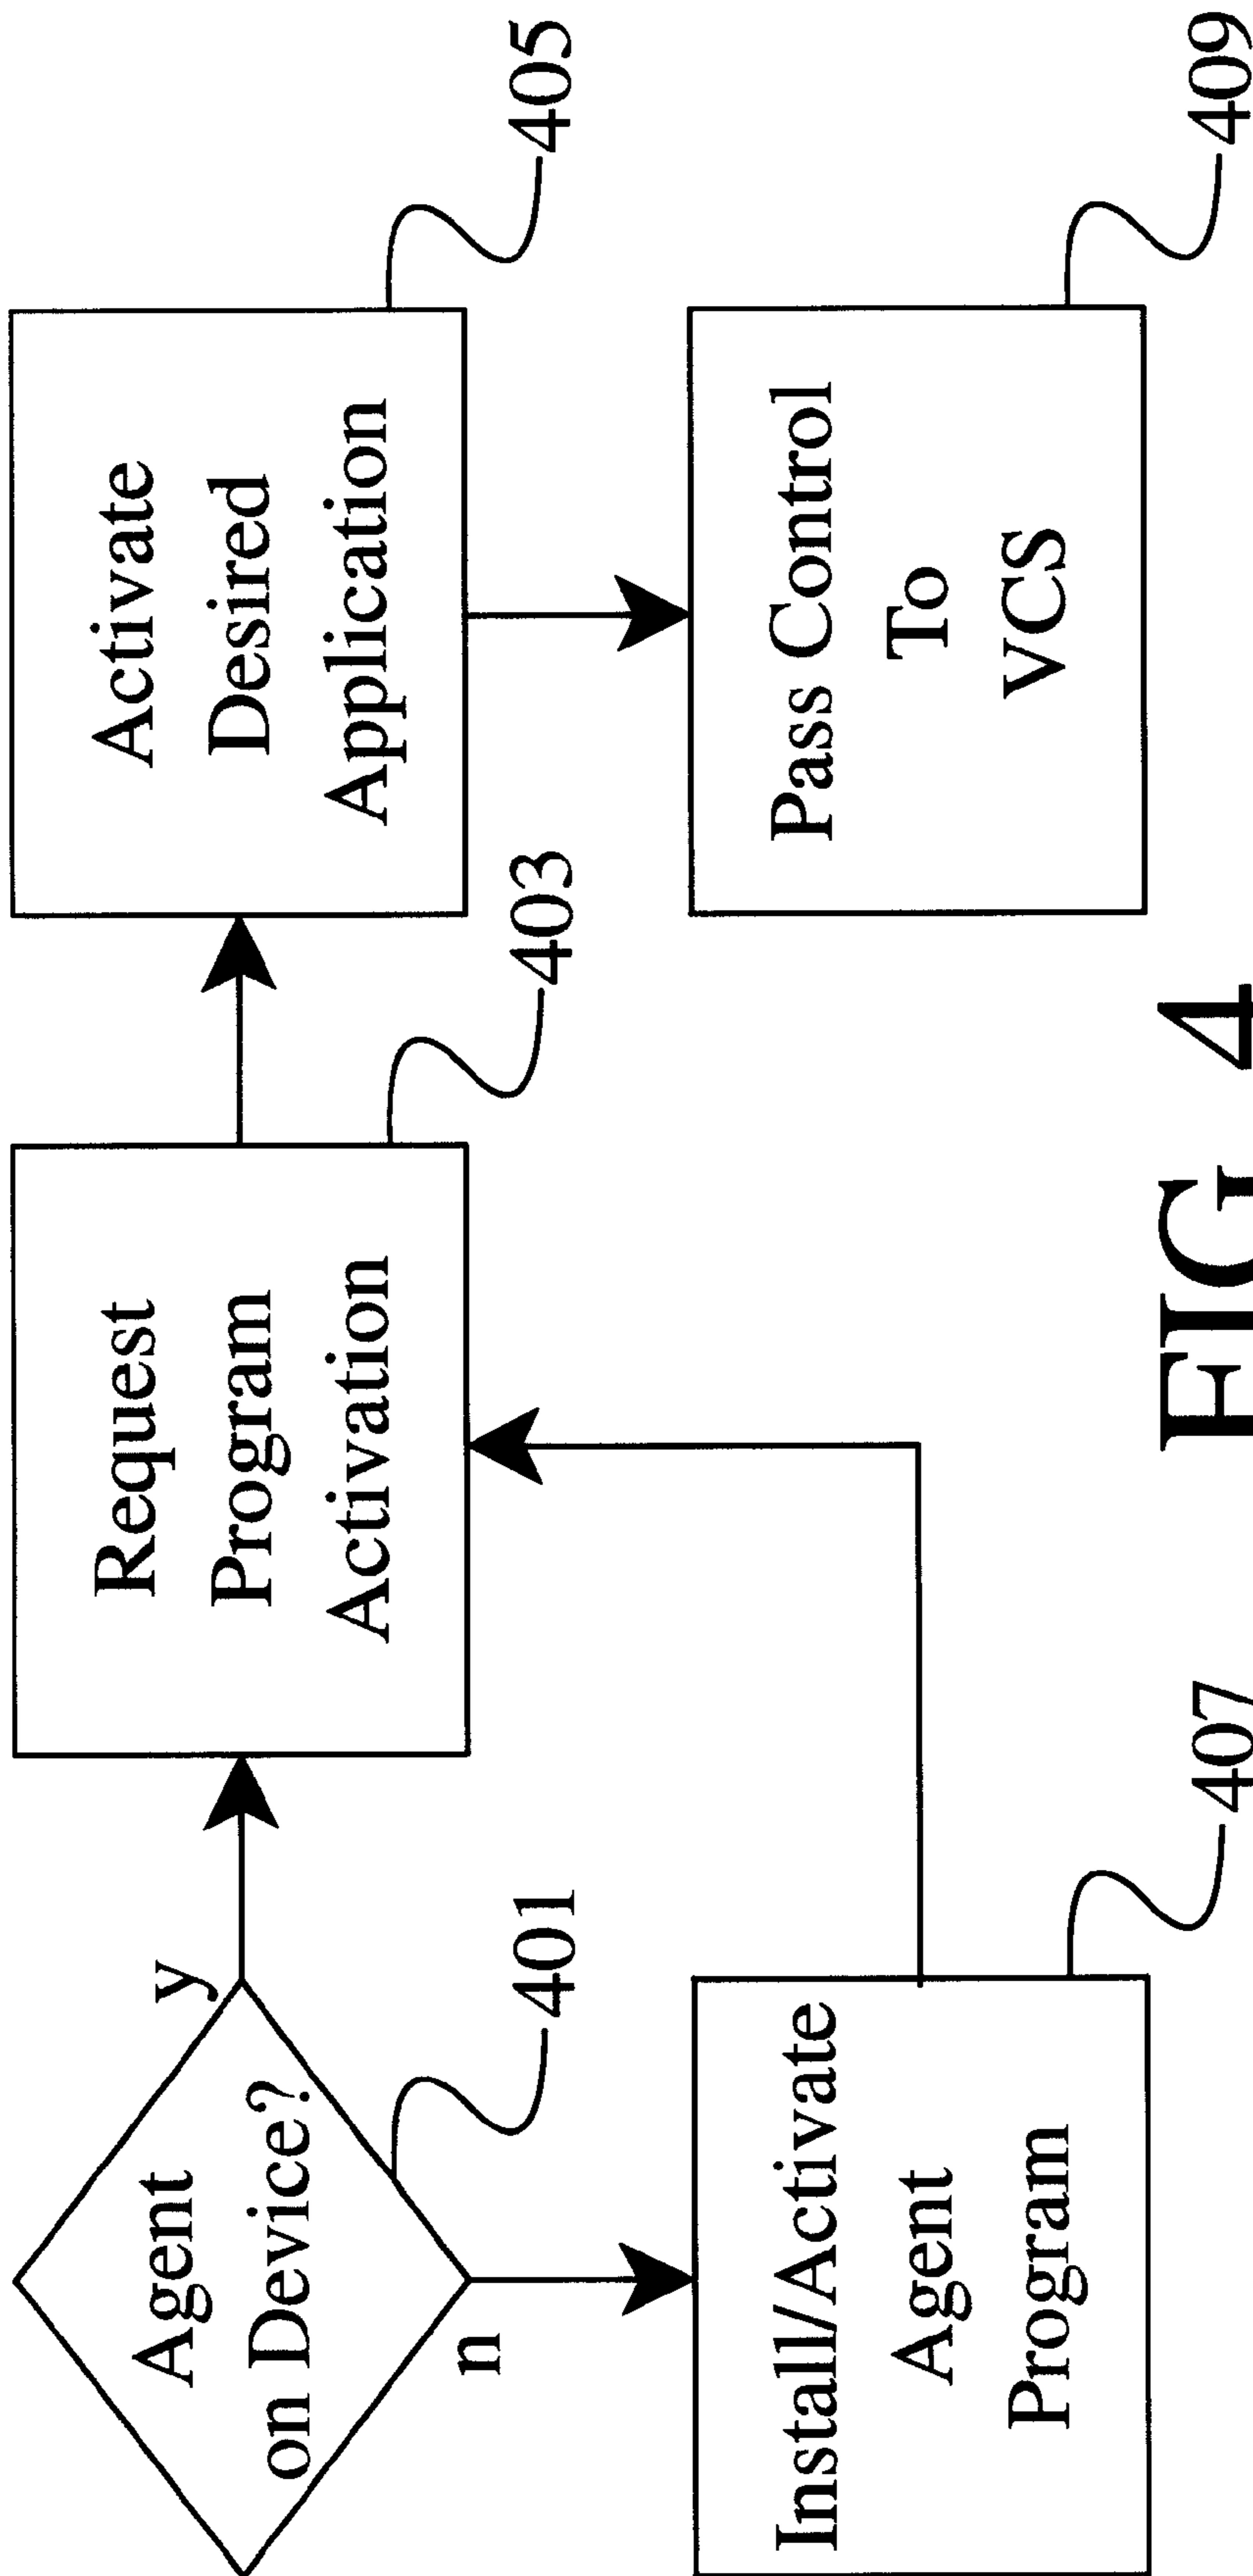 Agent
on Device?
y
n
401
Request
Program
Activation
403
Activate
Desired
Application
405
Install/Activate
Agent
Program
407
Pass Control
To
VCS
409
FIG 4